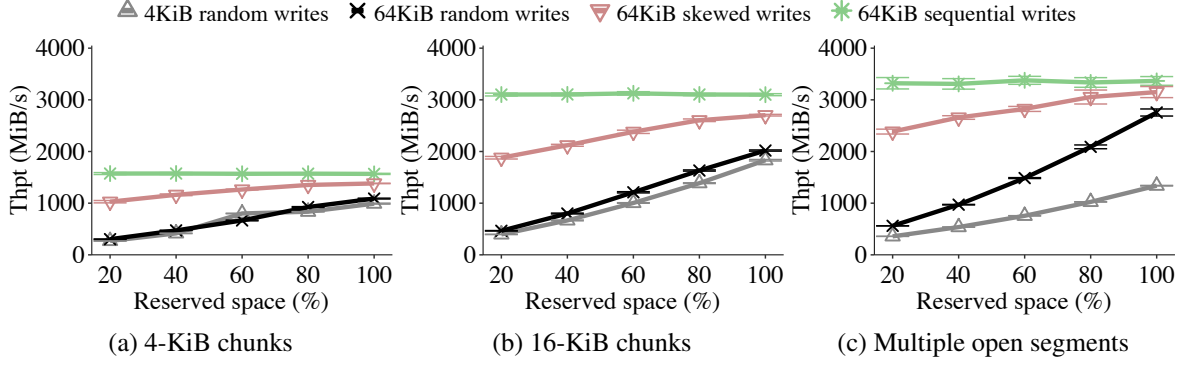 4KiB random writes 64KiB random writes 64KiB skewed writes 64KiB sequential writes
Thpt (MiB/s)
4000
3000
2000
1000
0
20 40 60 80 100
Reserved space (%)
(a) 4-KiB chunks
Thpt (MiB/s)
4000
3000
2000
1000
0
20 40 60 80 100
Reserved space (%)
(b) 16-KiB chunks
Thpt (MiB/s)
4000
3000
2000
1000
0
20 40 60 80 100
Reserved space (%)
(c) Multiple open segments